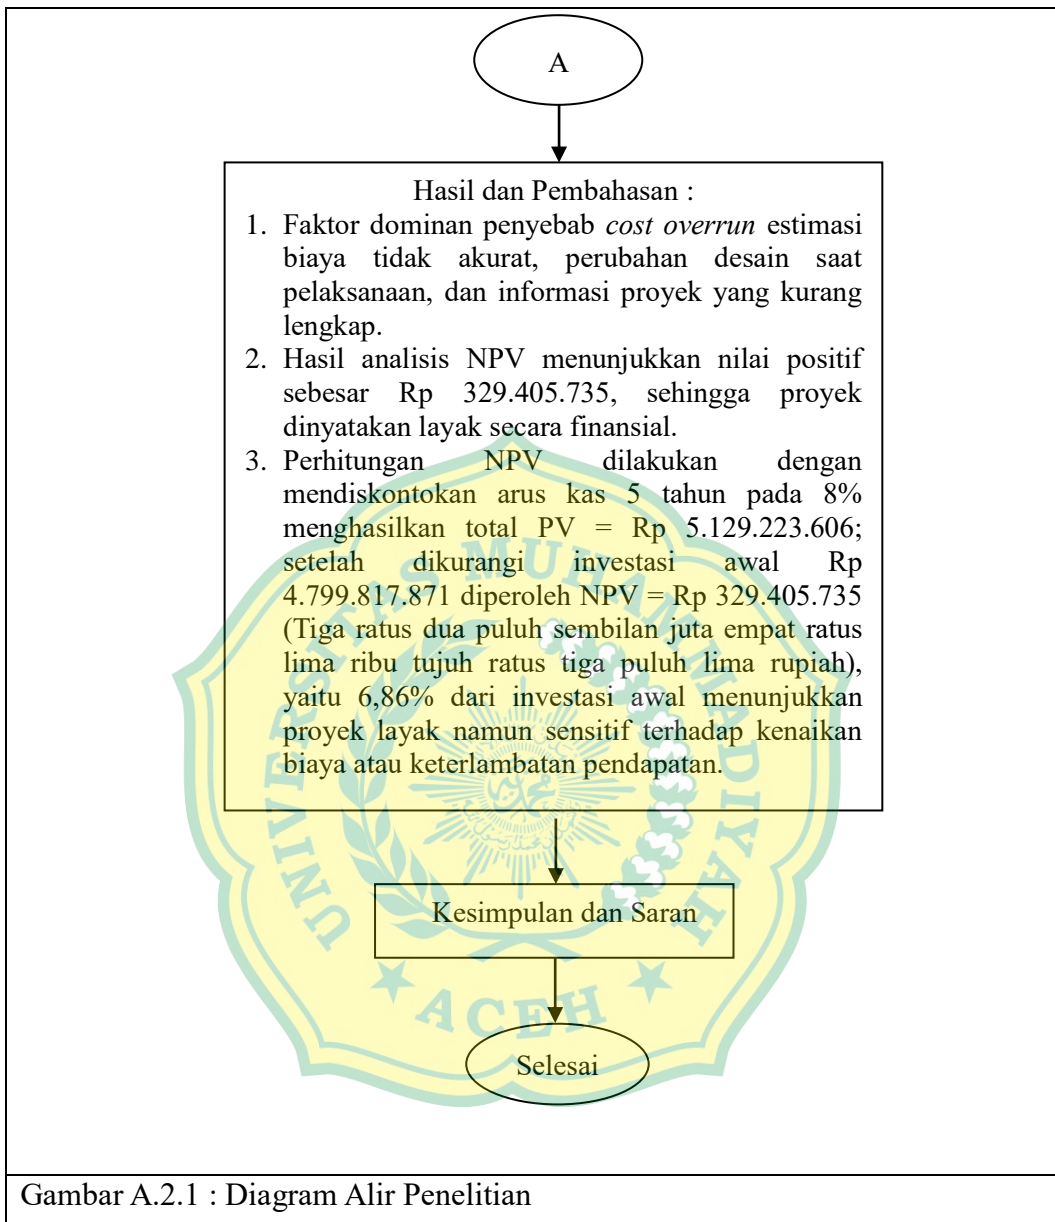 A
Hasil dan Pembahasan :
1. Faktor dominan penyebab cost overrun estimasi
biaya tidak akurat, perubahan desain saat
pelaksanaan, dan informasi proyek yang kurang
lengkap.
2. Hasil analisis NPV menunjukkan nilai positif
sebesar Rp 329.405.735, sehingga proyek
dinyatakan layak secara finansial.
3. Perhitungan NPV dilakukan dengan
mendiskontokan arus kas 5 tahun pada 8%
menghasilkan total PV = Rp 5.129.223.606;
setelah dikurangi investasi awal Rp
4.799.817.871 diperoleh NPV = Rp 329.405.735
(Tiga ratus dua puluh sembilan juta empat ratus
lima ribu tujuh ratus tiga puluh lima rupiah),
yaitu 6,86% dari investasi awal menunjukkan
proyek layak namun sensitif terhadap kenaikan
biaya atau keterlambatan pendapatan.
Kesimpulan dan Saran
Selesai
UNIVERSITAS MUHAMMADIYAH
ACEH
Gambar A.2.1 : Diagram Alir Penelitian